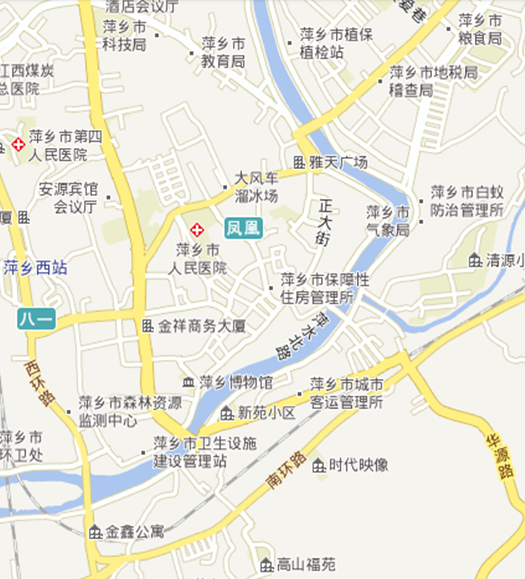 酒店会议厅
萍乡市
科技局
萍乡市
教育局
萍乡市植保
植检站
萍乡市
粮食局
江西煤炭
总医院
萍乡市地税局
稽查局
萍乡市第四
人民医院
雅天广场
大风车
溜冰场
安源宾馆
会议厅
萍乡市白蚁
防治管理所
正大街
萍乡市
气象局
厦
凤凰
萍乡市
人民医院
清源小
萍乡西站
萍乡市保障性
住房管理所
八一
金祥商务大厦
萍水北路
西环路
萍乡博物馆
萍乡市城市
客运管理所
萍乡市森林资源
监测中心
新苑小区
萍乡市
环卫处
萍乡市卫生设施
建设管理站
华源路
南环路
时代映像
金鑫公寓
高山福苑